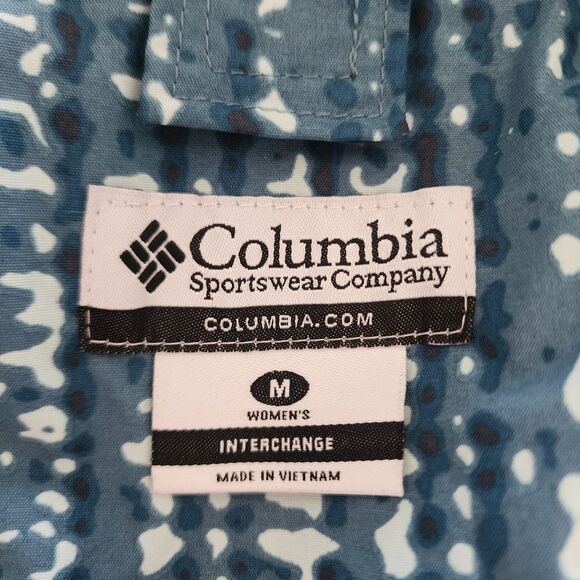 Columbia
Sportswear Company
COLUMBIA.COM
M
WOMEN'S
INTERCHANGE
MADE IN VIETNAM